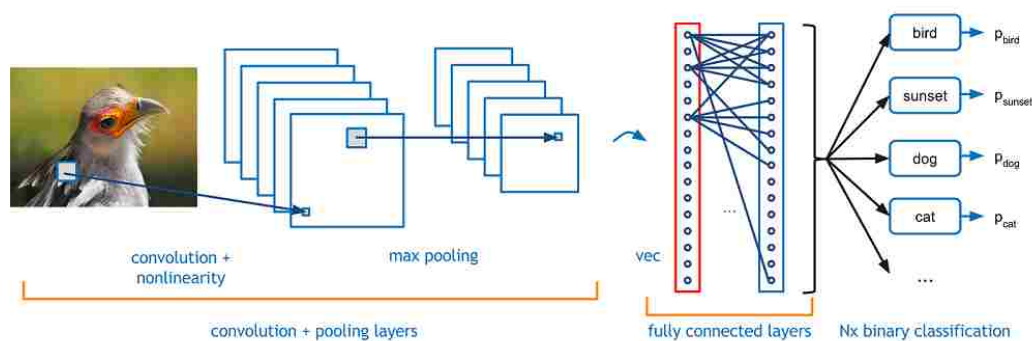 convolution +
nonlinearity
max pooling
convolution + pooling layers
vec
...
fully connected layers
bird
p_bird
sunset
p_sunset
dog
p_dog
cat
p_cat
...
Nx binary classification